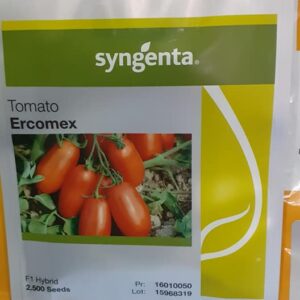 syngenta®
Tomato
Ercomex
F1 Hybrid
2,500 Seeds
Pr: 16010050
Lot: 15968319